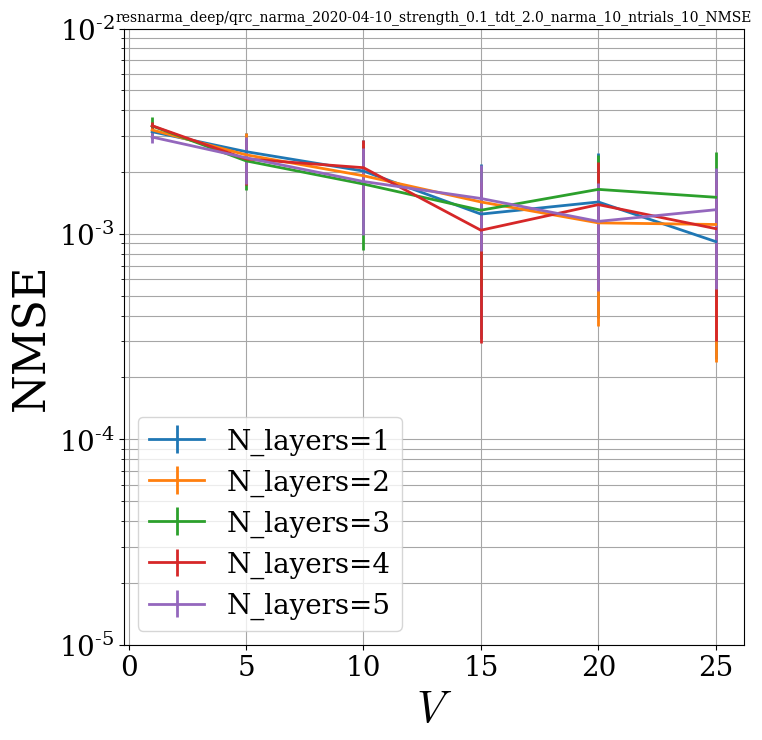 resnarma_deep/qrc_narma_2020-04-10_strength_0.1_tdt_2.0_narma_10_ntrials_10_NMSE
10^-2
10^-3
10^-4
10^-5
NMSE
N_layers=1
N_layers=2
N_layers=3
N_layers=4
N_layers=5
0 5 10 15 20 25
V